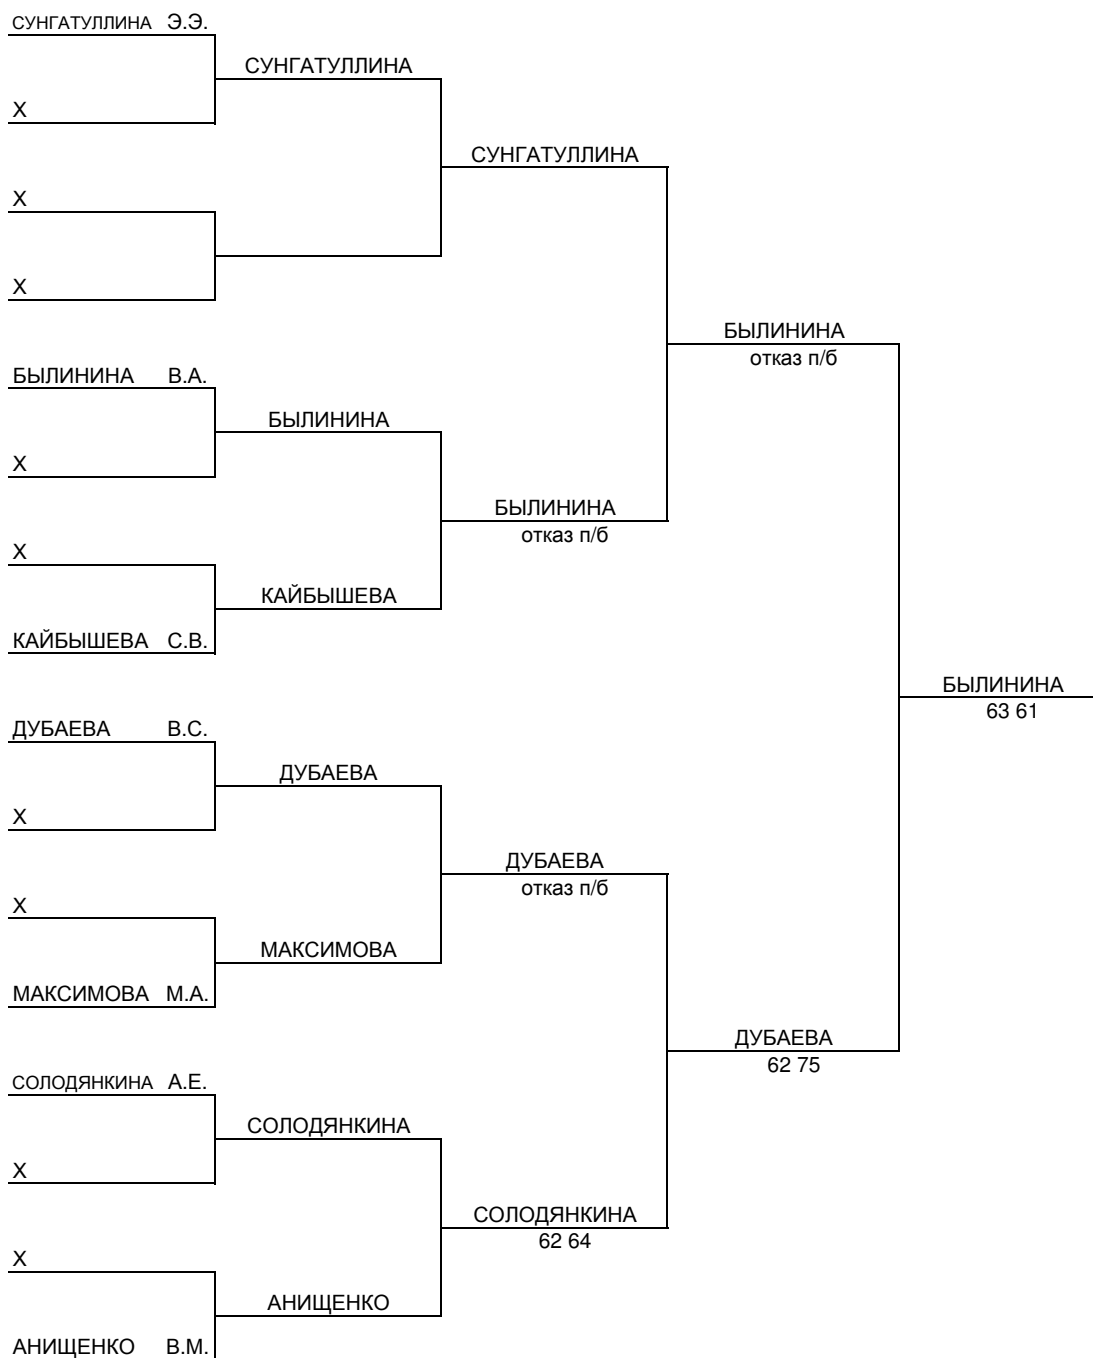 СУНГАТУЛЛИНА Э.Э.
СУНГАТУЛЛИНА
X
СУНГАТУЛЛИНА
X
X
БЫЛИНИНА
отказ п/б
БЫЛИНИНА В.А.
БЫЛИНИНА
X
БЫЛИНИНА
отказ п/б
X
КАЙБЫШЕВА
КАЙБЫШЕВА С.В.
БЫЛИНИНА
63 61
ДУБАЕВА В.С.
ДУБАЕВА
X
ДУБАЕВА
отказ п/б
X
МАКСИМОВА
МАКСИМОВА М.А.
ДУБАЕВА
62 75
СОЛОДЯНКИНА А.Е.
СОЛОДЯНКИНА
X
СОЛОДЯНКИНА
62 64
X
АНИЩЕНКО
АНИЩЕНКО В.М.